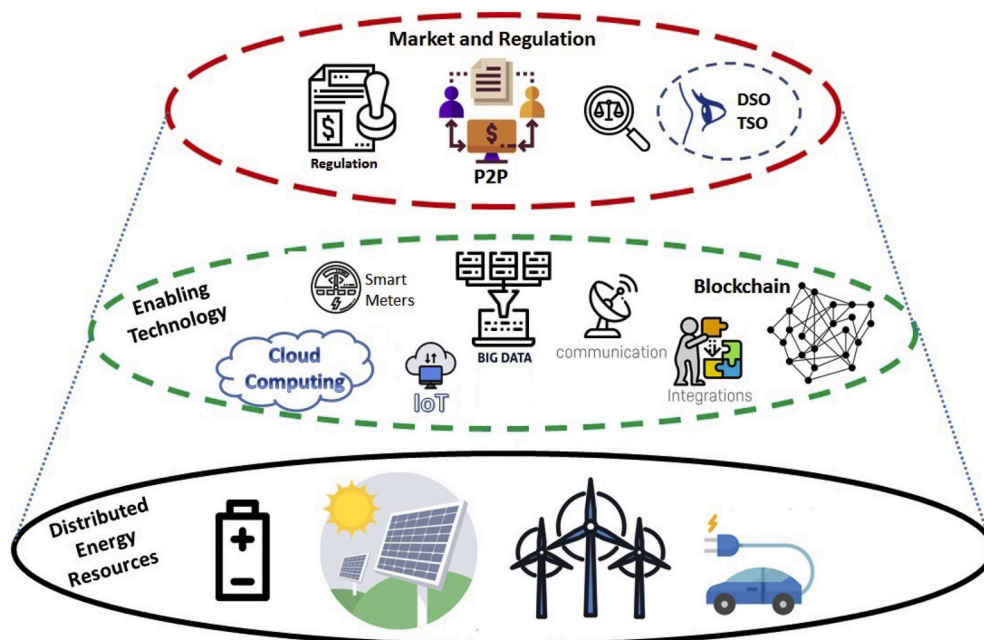 Market and Regulation
Regulation
P2P
DSO
TSO
Enabling
Technology
Smart
Meters
Cloud
Computing
IoT
BIG DATA
communication
Blockchain
Integrations
Distributed
Energy
Resources